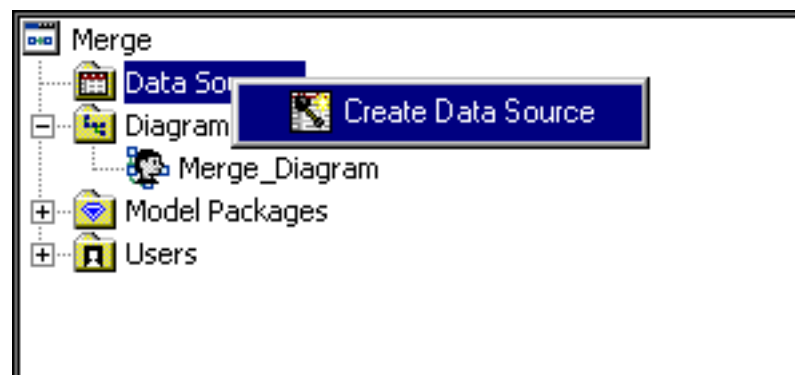 Merge
Data Sou
Create Data Source
Diagram
Merge_Diagram
Model Packages
Users